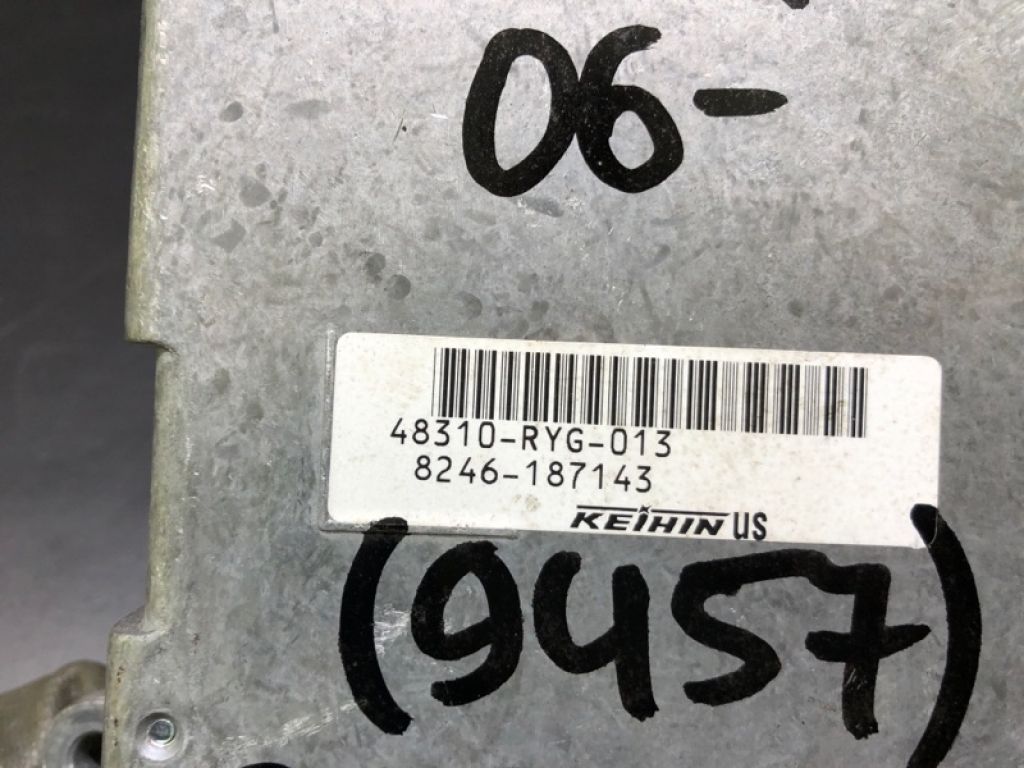 06-
48310-RYG-013
8246-187143
KEIHIN US
(9457)